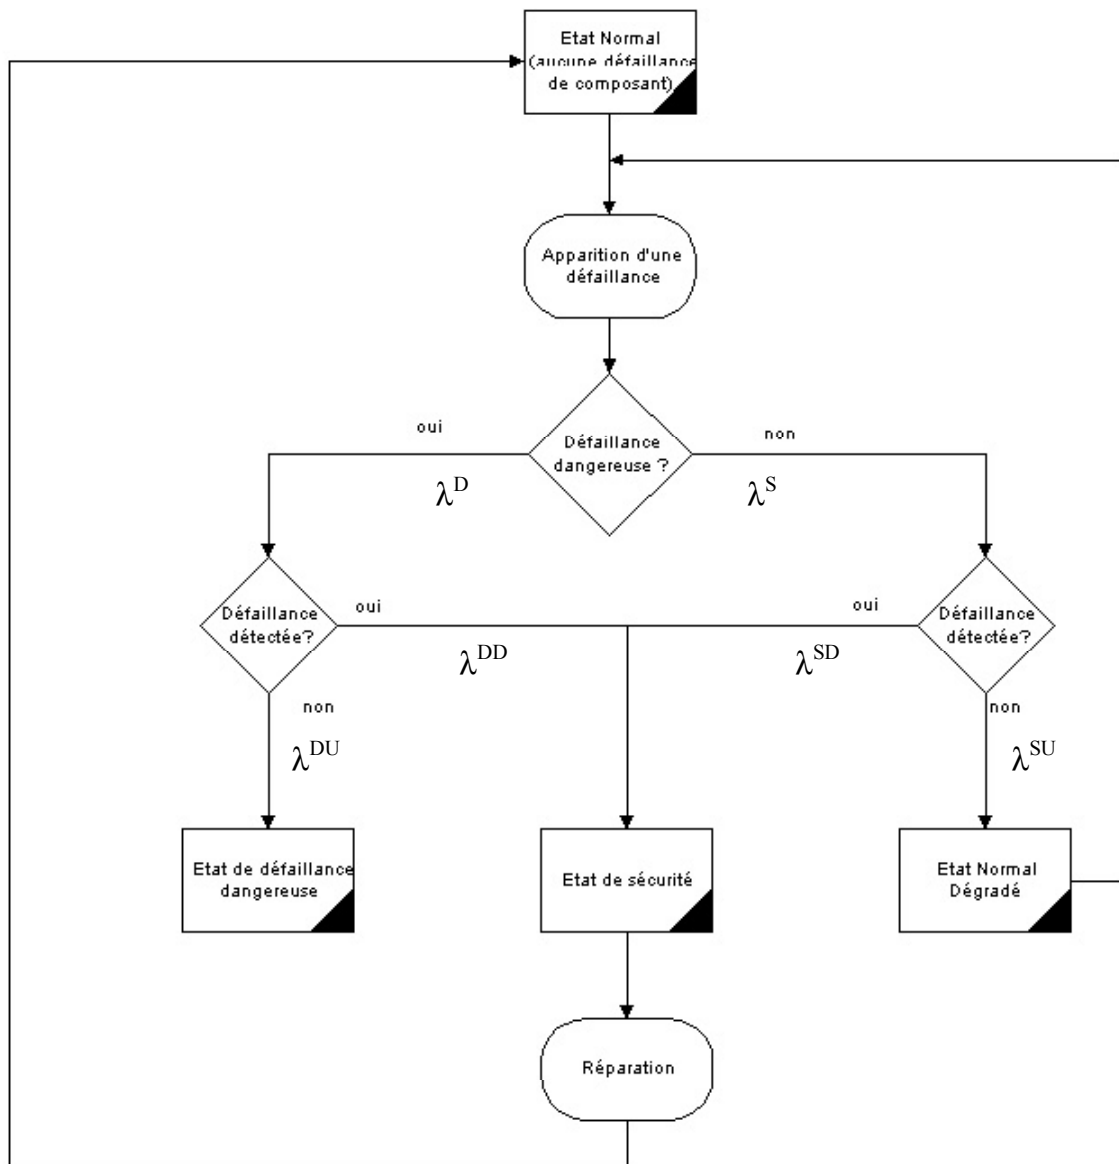 Etat Normal
(aucune défaillance
de composant)
Apparition d'une
défaillance
oui
Défaillance
dangereuse ?
non
λD
λS
Défaillance
détectée?
oui
oui
Défaillance
détectée?
λDD
λSD
non
non
λDU
λSU
Etat de défaillance
dangereuse
Etat de sécurité
Etat Normal
Dégradé
Réparation